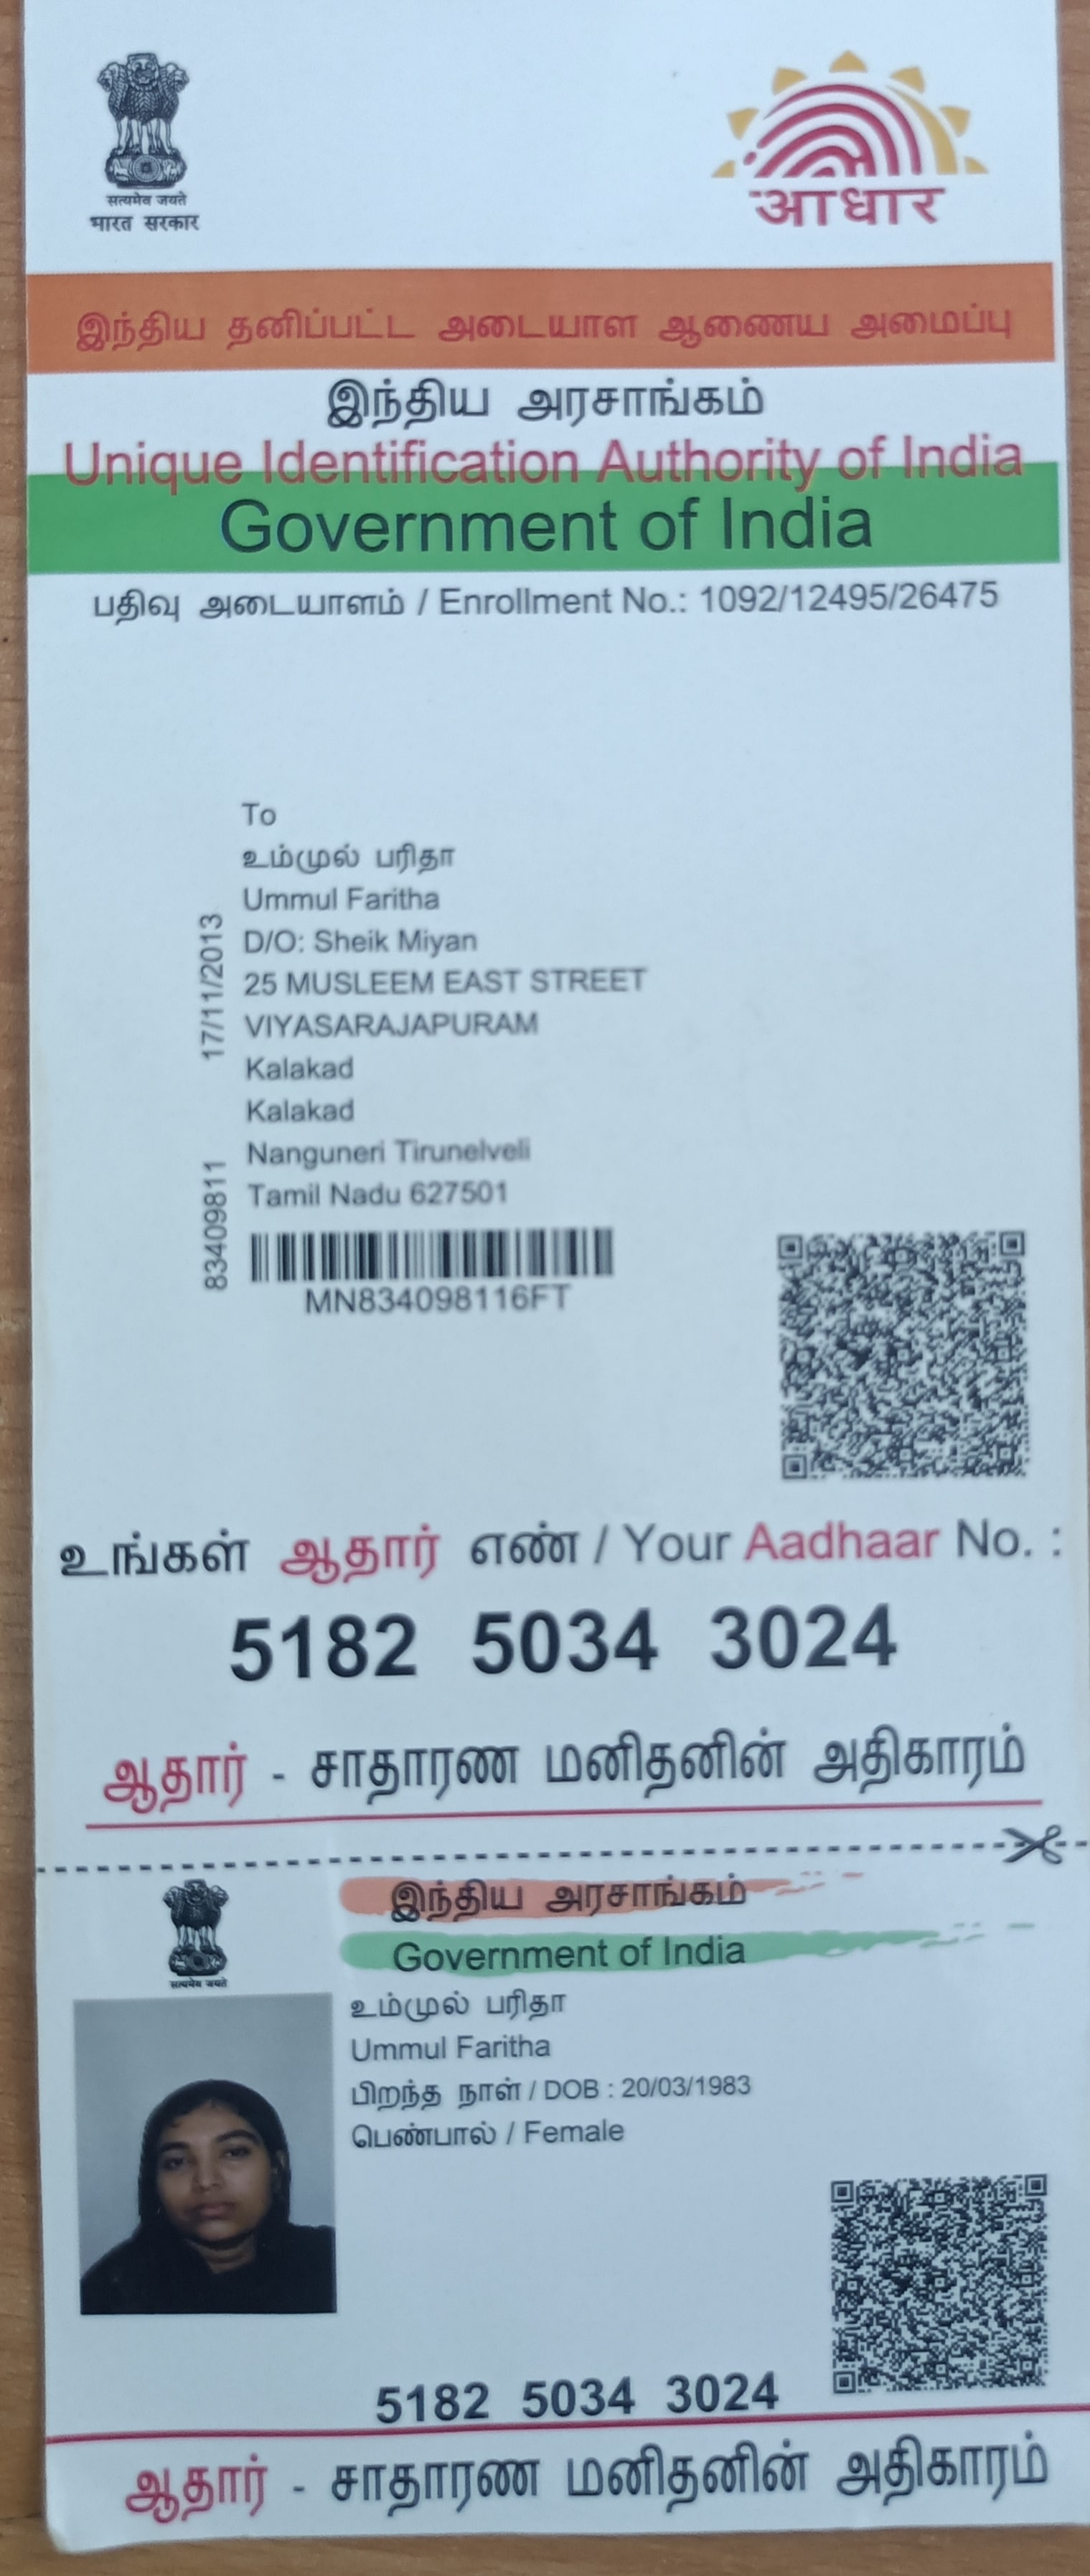 सत्यमेव जयते
भारत सरकार
आधार
இந்திய தனிப்பட்ட அடையாள ஆணைய அமைப்பு
இந்திய அரசாங்கம்
Unique Identification Authority of India
Government of India
பதிவு அடையாளம் / Enrollment No.: 1092/12495/26475
To
உம்முல் பரிதா
Ummul Faritha
D/O: Sheik Miyan
25 MUSLEEM EAST STREET
VIYASARAJAPURAM
Kalakad
Kalakad
Nanguneri Tirunelveli
Tamil Nadu 627501
17/11/2013
83409811
MN834098116FT
உங்கள் ஆதார் எண் / Your Aadhaar No. :
5182 5034 3024
ஆதார் - சாதாரண மனிதனின் அதிகாரம்
सत्यमेव जयते
இந்திய அரசாங்கம்
Government of India
உம்முல் பரிதா
Ummul Faritha
பிறந்த நாள் / DOB : 20/03/1983
பெண்பால் / Female
5182 5034 3024
ஆதார் - சாதாரண மனிதனின் அதிகாரம்